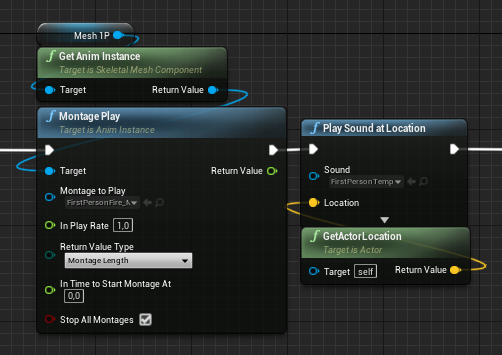 Mesh 1P
Get Anim Instance
Target is Skeletal Mesh Component
Target
Return Value
Montage Play
Target is Anim Instance
Target
Return Value
Montage to Play
FirstPersonFire_M
In Play Rate
1,0
Return Value Type
Montage Length
In Time to Start Montage At
0,0
Stop All Montages
Play Sound at Location
Sound
FirstPersonTemp
Location
GetActorLocation
Target is Actor
Target
self
Return Value